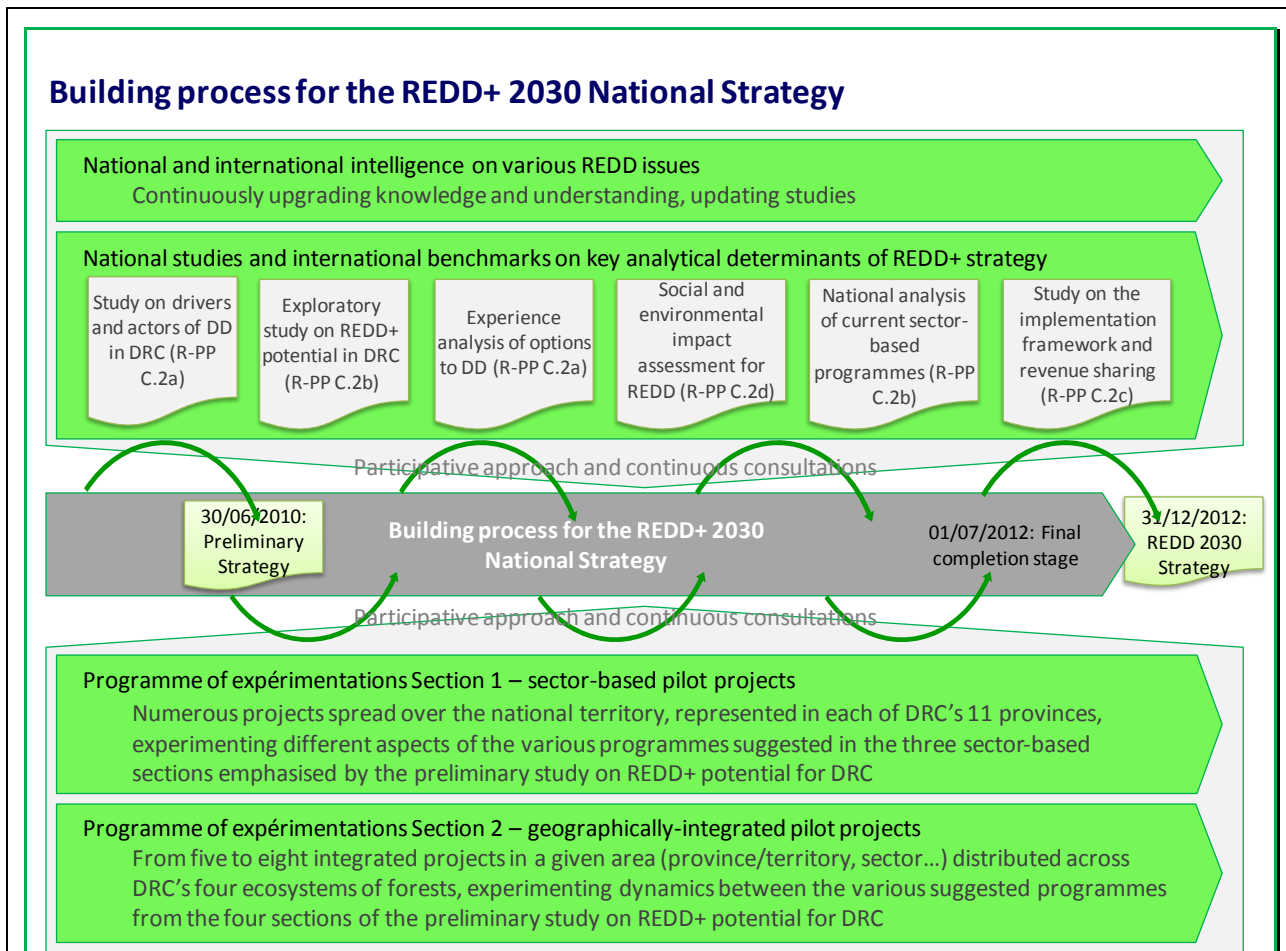 Building process for the REDD+ 2030 National Strategy
National and international intelligence on various REDD issues
Continuously upgrading knowledge and understanding, updating studies
National studies and international benchmarks on key analytical determinants of REDD+ strategy
Study on drivers
and actors of DD
in DRC (R-PP
C.2a)
Exploratory
study on REDD+
potential in DRC
(R-PP C.2b)
Experience
analysis of options
to DD (R-PP C.2a)
Social and
environmental
impact
assessment for
REDD (R-PP C.2d)
National analysis
of current sector-
based
programmes (R-PP
C.2b)
Study on the
implementation
framework and
revenue sharing
(R-PP C.2c)
Participative approach and continuous consultations
30/06/2010:
Preliminary
Strategy
Building process for the REDD+ 2030
National Strategy
01/07/2012: Final
completion stage
31/12/2012:
REDD 2030
Strategy
Participative approach and continuous consultations
Programme of expérimentations Section 1 – sector-based pilot projects
Numerous projects spread over the national territory, represented in each of DRC's 11 provinces,
experimenting different aspects of the various programmes suggested in the three sector-based
sections emphasised by the preliminary study on REDD+ potential for DRC
Programme of expérimentations Section 2 – geographically-integrated pilot projects
From five to eight integrated projects in a given area (province/territory, sector...) distributed across
DRC's four ecosystems of forests, experimenting dynamics between the various suggested programmes
from the four sections of the preliminary study on REDD+ potential for DRC